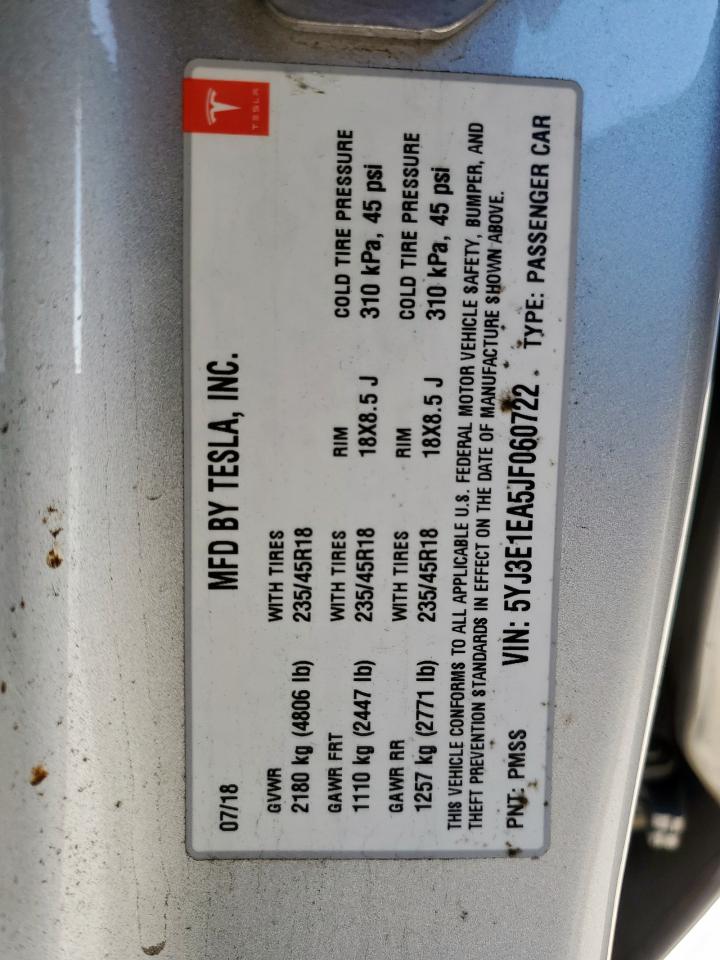 TESLA
07/18 MFD BY TESLA, INC.
GVWR WITH TIRES
2180 kg (4806 lb) 235/45R18
GAWR FRT WITH TIRES RIM COLD TIRE PRESSURE
1110 kg (2447 lb) 235/45R18 18X8.5 J 310 kPa, 45 psi
GAWR RR WITH TIRES RIM COLD TIRE PRESSURE
1257 kg (2771 lb) 235/45R18 18X8.5 J 310 kPa, 45 psi
THIS VEHICLE CONFORMS TO ALL APPLICABLE U.S. FEDERAL MOTOR VEHICLE SAFETY, BUMPER, AND
THEFT PREVENTION STANDARDS IN EFFECT ON THE DATE OF MANUFACTURE SHOWN ABOVE.
PNT: PMSS VIN: 5YJ3E1EA5JF060722 TYPE: PASSENGER CAR